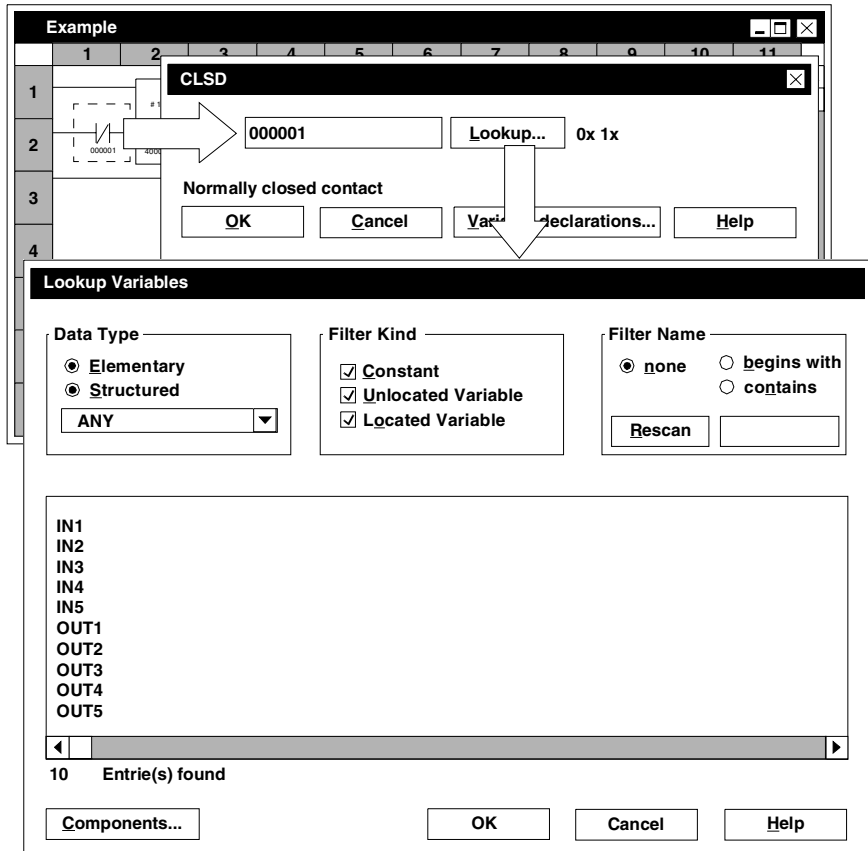 Example
1 2 3 4 5 6 7 8 9 10 11
CLSD
1
# 1
000001 Lookup... 0x 1x
2
000001
Normally closed contact
3
OK Cancel declarations... Help
4
Lookup Variables
Data Type
Elementary
Structured
ANY
Filter Kind
Constant
Unlocated Variable
Located Variable
Filter Name
none
begins with
contains
Rescan
IN1
IN2
IN3
IN4
IN5
OUT1
OUT2
OUT3
OUT4
OUT5
10 Entrie(s) found
Components... OK Cancel Help